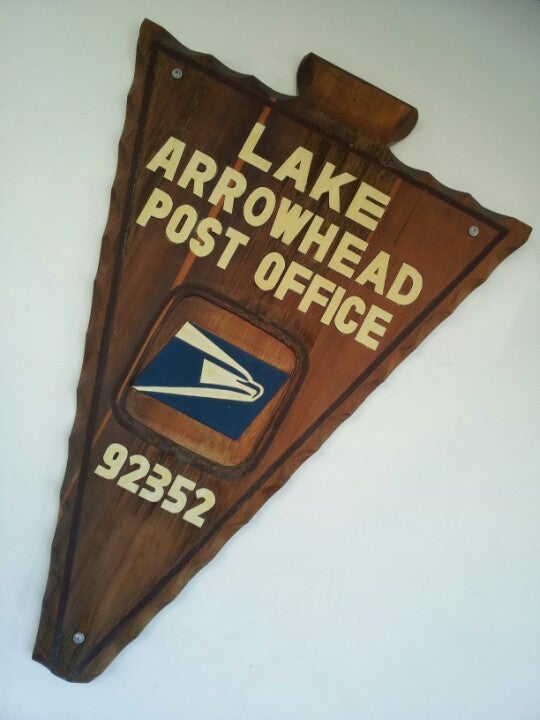 LAKE
ARROWHEAD
POST OFFICE
92352